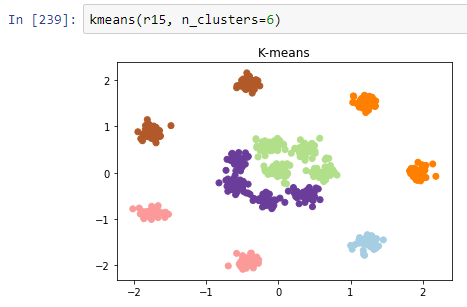 In [239]: kmeans(r15, n_clusters=6)
K-means
2
1
0
−1
−2
−2 −1 0 1 2